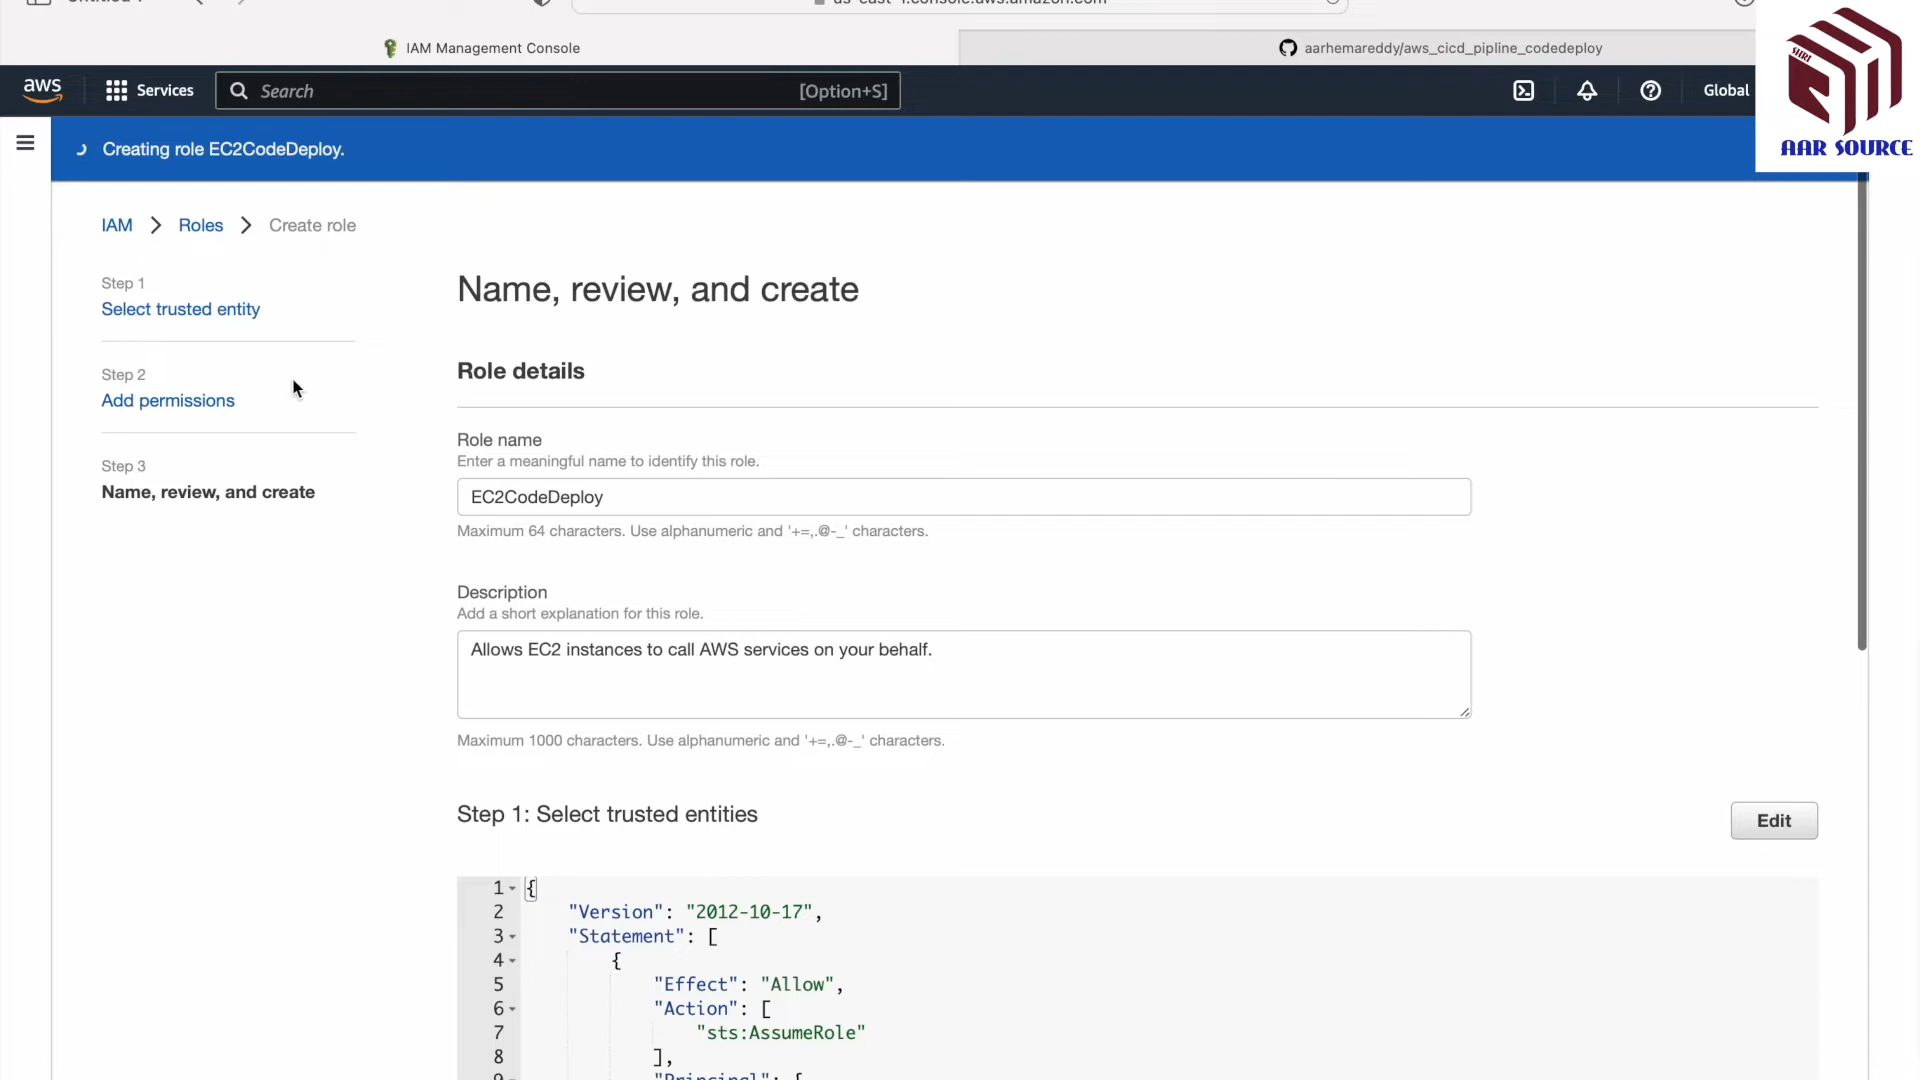 IAM Management Console
aarhemareddy/aws_cicd_pipline_codedeploy
aws
Services
Search
[Option+S]
Global
SHRI
AAR SOURCE
Creating role EC2CodeDeploy.
IAM
Roles
Create role
Step 1
Select trusted entity
Step 2
Add permissions
Step 3
Name, review, and create
Name, review, and create
Role details
Role name
Enter a meaningful name to identify this role.
EC2CodeDeploy
Maximum 64 characters. Use alphanumeric and '+=,.@-_' characters.
Description
Add a short explanation for this role.
Allows EC2 instances to call AWS services on your behalf.
Maximum 1000 characters. Use alphanumeric and '+=,.@-_' characters.
Step 1: Select trusted entities
Edit
1 {
2 "Version": "2012-10-17",
3 "Statement": [
4 {
5 "Effect": "Allow",
6 "Action": [
7 "sts:AssumeRole"
8 ],
9 "Principal": {